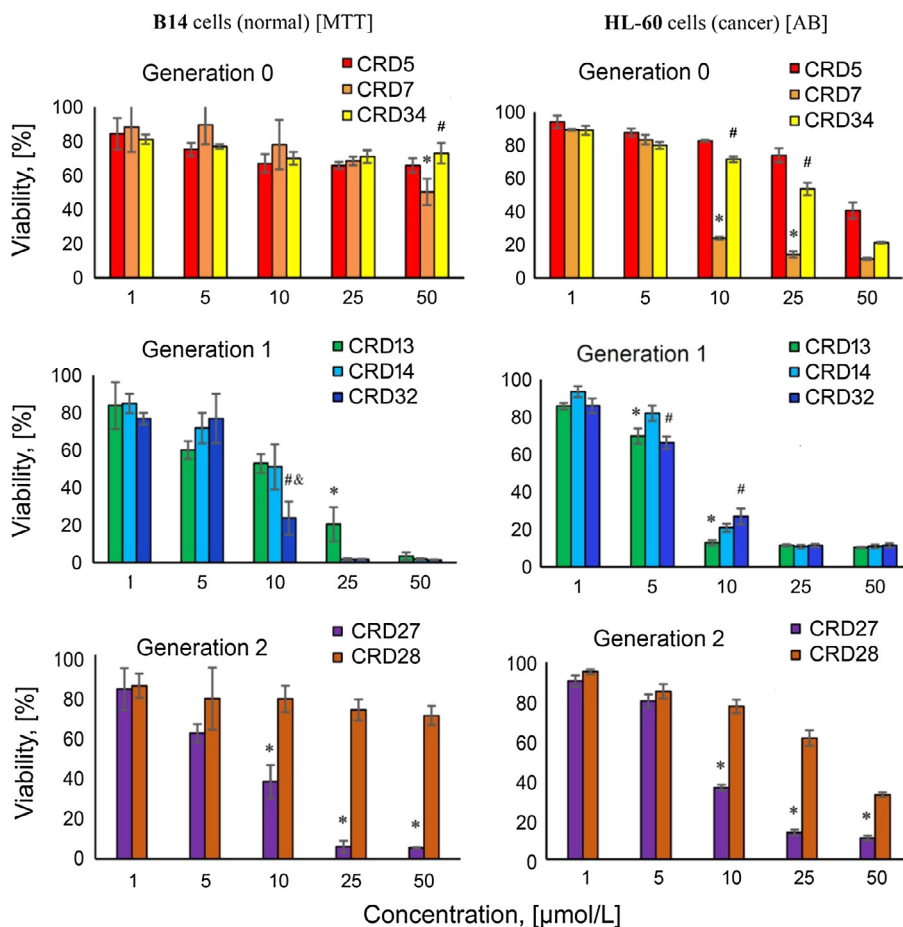 B14 cells (normal) [MTT]
HL-60 cells (cancer) [AB]
Generation 0
CRD5
CRD7
CRD34
Viability, [%]
100
80
60
40
20
0
* #
1 5 10 25 50
Generation 0
CRD5
CRD7
CRD34
100
80
60
40
20
0
* # * #
1 5 10 25 50
Generation 1
CRD13
CRD14
CRD32
Viability, [%]
100
80
60
40
20
0
#& *
1 5 10 25 50
Generation 1
CRD13
CRD14
CRD32
100
80
60
40
20
0
* # * #
1 5 10 25 50
Generation 2
CRD27
CRD28
Viability, [%]
100
80
60
40
20
0
* * *
1 5 10 25 50
Generation 2
CRD27
CRD28
100
80
60
40
20
0
* * *
1 5 10 25 50
Concentration, [μmol/L]